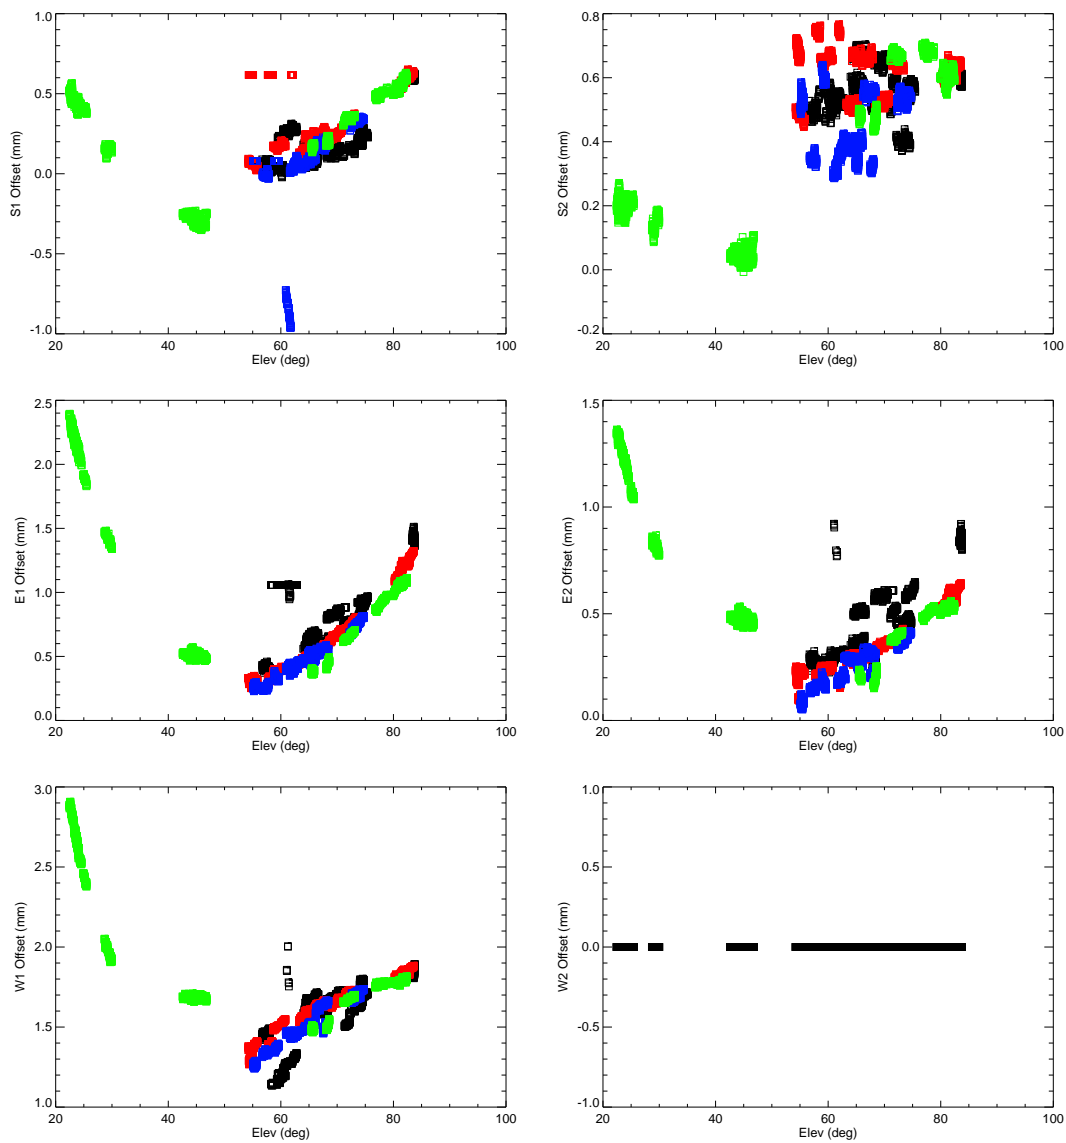 1.0
0.5
0.0
-0.5
-1.0
S1 Offset (mm)
20 40 60 80 100
Elev (deg)
0.8
0.6
0.4
0.2
0.0
-0.2
S2 Offset (mm)
20 40 60 80 100
Elev (deg)
2.5
2.0
1.5
1.0
0.5
0.0
E1 Offset (mm)
20 40 60 80 100
Elev (deg)
1.5
1.0
0.5
0.0
E2 Offset (mm)
20 40 60 80 100
Elev (deg)
3.0
2.5
2.0
1.5
1.0
W1 Offset (mm)
20 40 60 80 100
Elev (deg)
1.0
0.5
0.0
-0.5
-1.0
W2 Offset (mm)
20 40 60 80 100
Elev (deg)